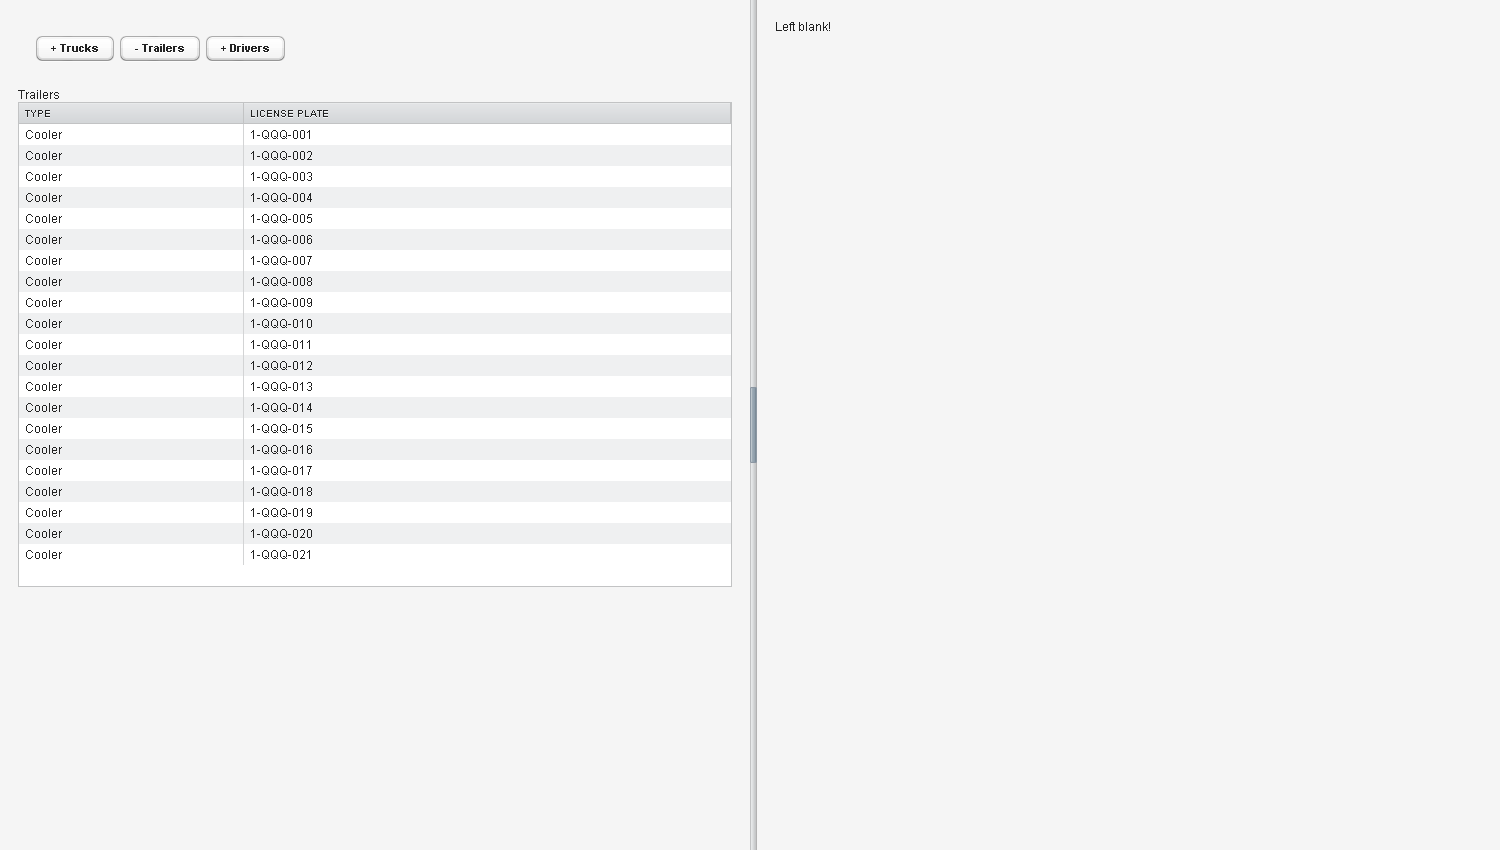 + Trucks - Trailers + Drivers
Trailers
TYPE LICENSE PLATE
Cooler 1-QQQ-001
Cooler 1-QQQ-002
Cooler 1-QQQ-003
Cooler 1-QQQ-004
Cooler 1-QQQ-005
Cooler 1-QQQ-006
Cooler 1-QQQ-007
Cooler 1-QQQ-008
Cooler 1-QQQ-009
Cooler 1-QQQ-010
Cooler 1-QQQ-011
Cooler 1-QQQ-012
Cooler 1-QQQ-013
Cooler 1-QQQ-014
Cooler 1-QQQ-015
Cooler 1-QQQ-016
Cooler 1-QQQ-017
Cooler 1-QQQ-018
Cooler 1-QQQ-019
Cooler 1-QQQ-020
Cooler 1-QQQ-021
Left blank!